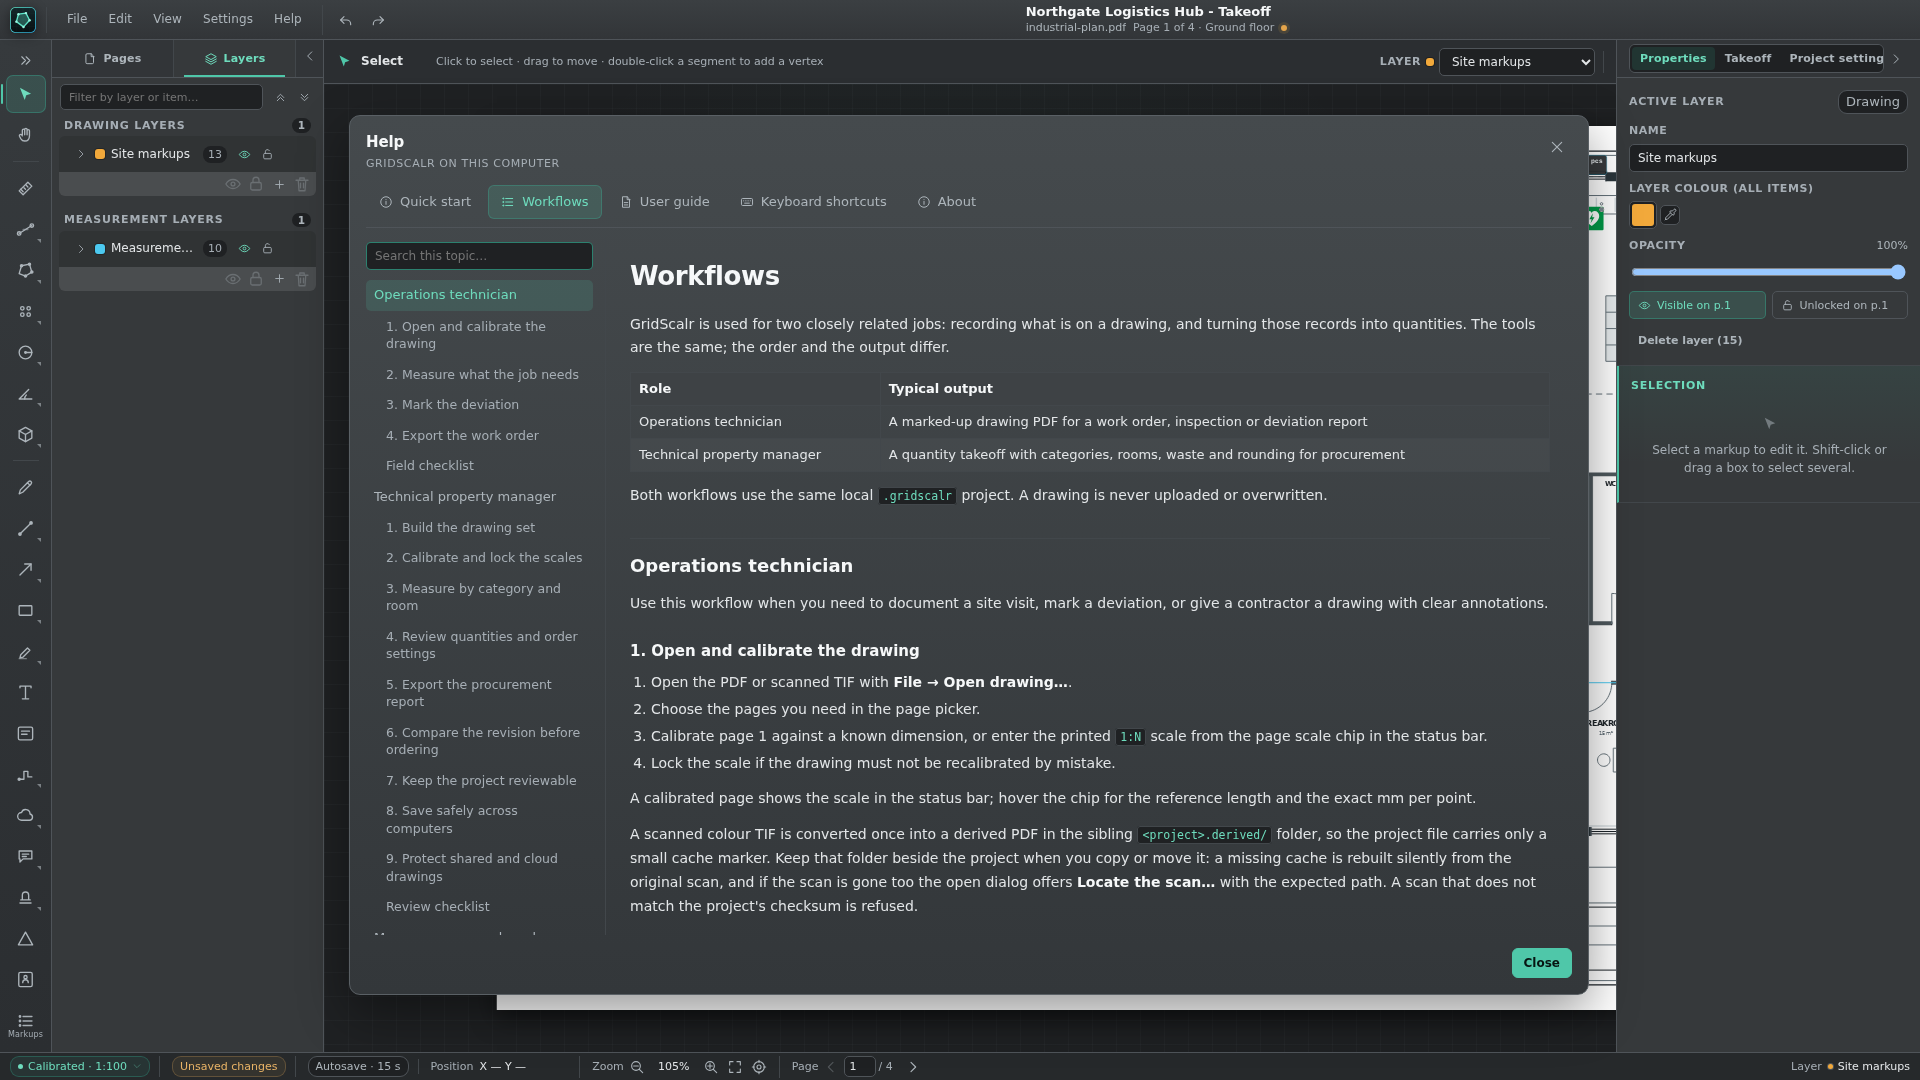 File Edit View Settings Help
Northgate Logistics Hub - Takeoff
industrial-plan.pdf Page 1 of 4 · Ground floor
Pages Layers
Select Click to select · drag to move · double-click a segment to add a vertex
LAYER Site markups
Properties Takeoff Project setting
Filter by layer or item…
DRAWING LAYERS 1
Site markups 13
MEASUREMENT LAYERS 1
Measureme… 10
Markups
Help
GRIDSCALR ON THIS COMPUTER
Quick start Workflows User guide Keyboard shortcuts About
Search this topic…
Operations technician
1. Open and calibrate the
drawing
2. Measure what the job needs
3. Mark the deviation
4. Export the work order
Field checklist
Technical property manager
1. Build the drawing set
2. Calibrate and lock the scales
3. Measure by category and
room
4. Review quantities and order
settings
5. Export the procurement
report
6. Compare the revision before
ordering
7. Keep the project reviewable
8. Save safely across
computers
9. Protect shared and cloud
drawings
Review checklist
Workflows
GridScalr is used for two closely related jobs: recording what is on a drawing, and turning those records into quantities. The tools
are the same; the order and the output differ.
Role Typical output
Operations technician A marked-up drawing PDF for a work order, inspection or deviation report
Technical property manager A quantity takeoff with categories, rooms, waste and rounding for procurement
Both workflows use the same local .gridscalr project. A drawing is never uploaded or overwritten.
Operations technician
Use this workflow when you need to document a site visit, mark a deviation, or give a contractor a drawing with clear annotations.
1. Open and calibrate the drawing
1. Open the PDF or scanned TIF with File → Open drawing….
2. Choose the pages you need in the page picker.
3. Calibrate page 1 against a known dimension, or enter the printed 1:N scale from the page scale chip in the status bar.
4. Lock the scale if the drawing must not be recalibrated by mistake.
A calibrated page shows the scale in the status bar; hover the chip for the reference length and the exact mm per point.
A scanned colour TIF is converted once into a derived PDF in the sibling <project>.derived/ folder, so the project file carries only a
small cache marker. Keep that folder beside the project when you copy or move it: a missing cache is rebuilt silently from the
original scan, and if the scan is gone too the open dialog offers Locate the scan… with the expected path. A scan that does not
match the project's checksum is refused.
Close
pcs
ACTIVE LAYER Drawing
NAME
Site markups
LAYER COLOUR (ALL ITEMS)
OPACITY 100%
Visible on p.1 Unlocked on p.1
Delete layer (15)
SELECTION
Select a markup to edit it. Shift-click or
drag a box to select several.
Calibrated · 1:100 Unsaved changes Autosave · 15 s Position X — Y — Zoom 105% Page 1 / 4 Layer Site markups